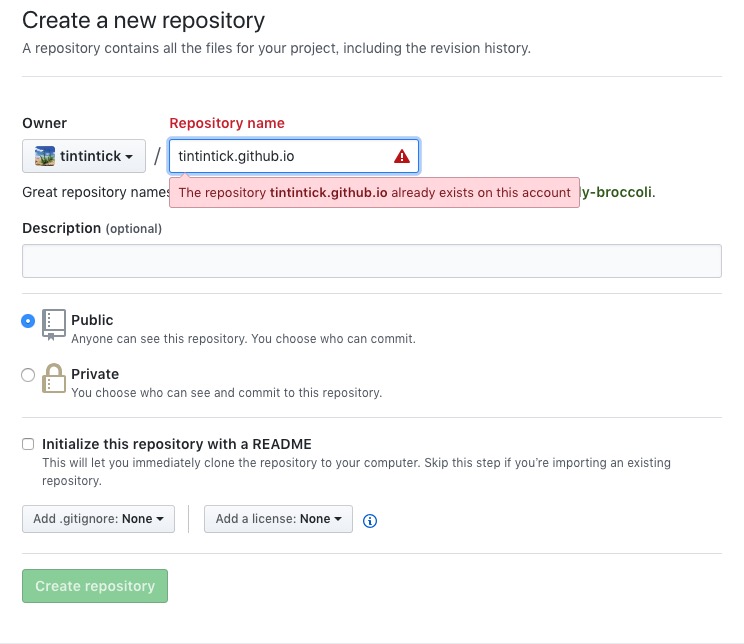 Create a new repository
A repository contains all the files for your project, including the revision history.
Owner
Repository name
tintintick
/
tintintick.github.io
Great repository names
The repository tintintick.github.io already exists on this account
y-broccoli.
Description (optional)
Public
Anyone can see this repository. You choose who can commit.
Private
You choose who can see and commit to this repository.
Initialize this repository with a README
This will let you immediately clone the repository to your computer. Skip this step if you’re importing an existing
repository.
Add .gitignore: None
Add a license: None
Create repository